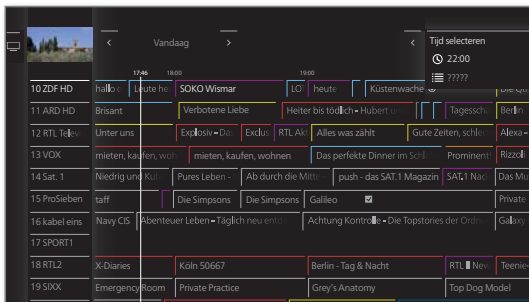 Vandaag
Tijd selecteren
22:00
?????
17:46 18:00 19:00
10 ZDF HD hallo Leute he SOKO Wismar LO heute Küstenwache Die
11 ARD HD Brisant Verbotene Liebe Heiter bis tödlich - Hubert u Tagessch Berlin
12 RTL Telev Unter uns Explosiv - Das Exclus RTL Akt Alles was zählt Gute Zeiten, schlec Alexa -
13 VOX mieten, kaufen, woh mieten, kaufen, wohnen Das perfekte Dinner im Schl Prominent! Rizzoli
14 Sat. 1 Niedrig und Ku Pures Leben - Ab durch die Mitte - push - das SAT.1 Magazin SAT.1 Nach Das Mu
15 ProSieben taff Die Simpsons Die Simpsons Galileo Private
16 kabel eins Navy CIS Abenteuer Leben - Täglich neu entd Achtung Kontrolle - Die Topstories der Ordn Galaxy
17 SPORT1
18 RTL2 X-Diaries Köln 50667 Berlin - Tag & Nacht RTL II Nev Teenie-
19 SIXX Emergency Room Private Practice Grey's Anatomy Top Dog Model